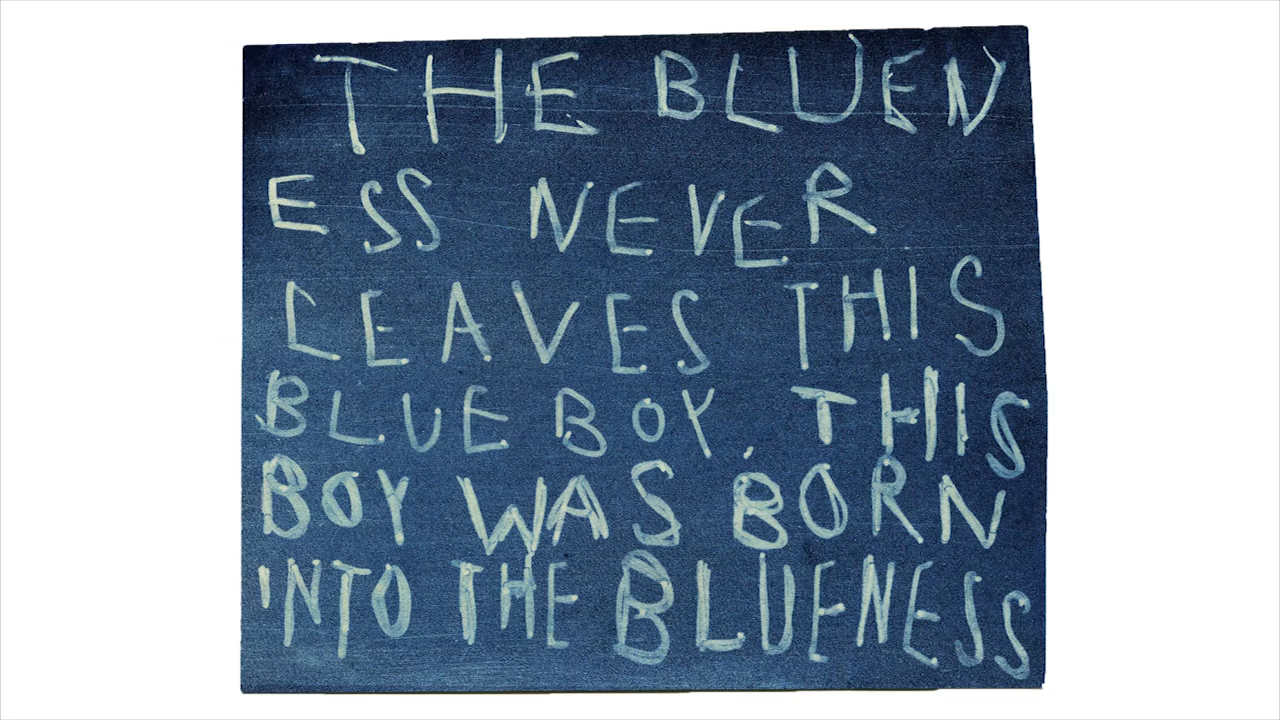 THE BLUEN
ESS NEVER
LEAVES THIS
BLUE BOY. THIS
BOY WAS BORN
INTO THE BLUENESS